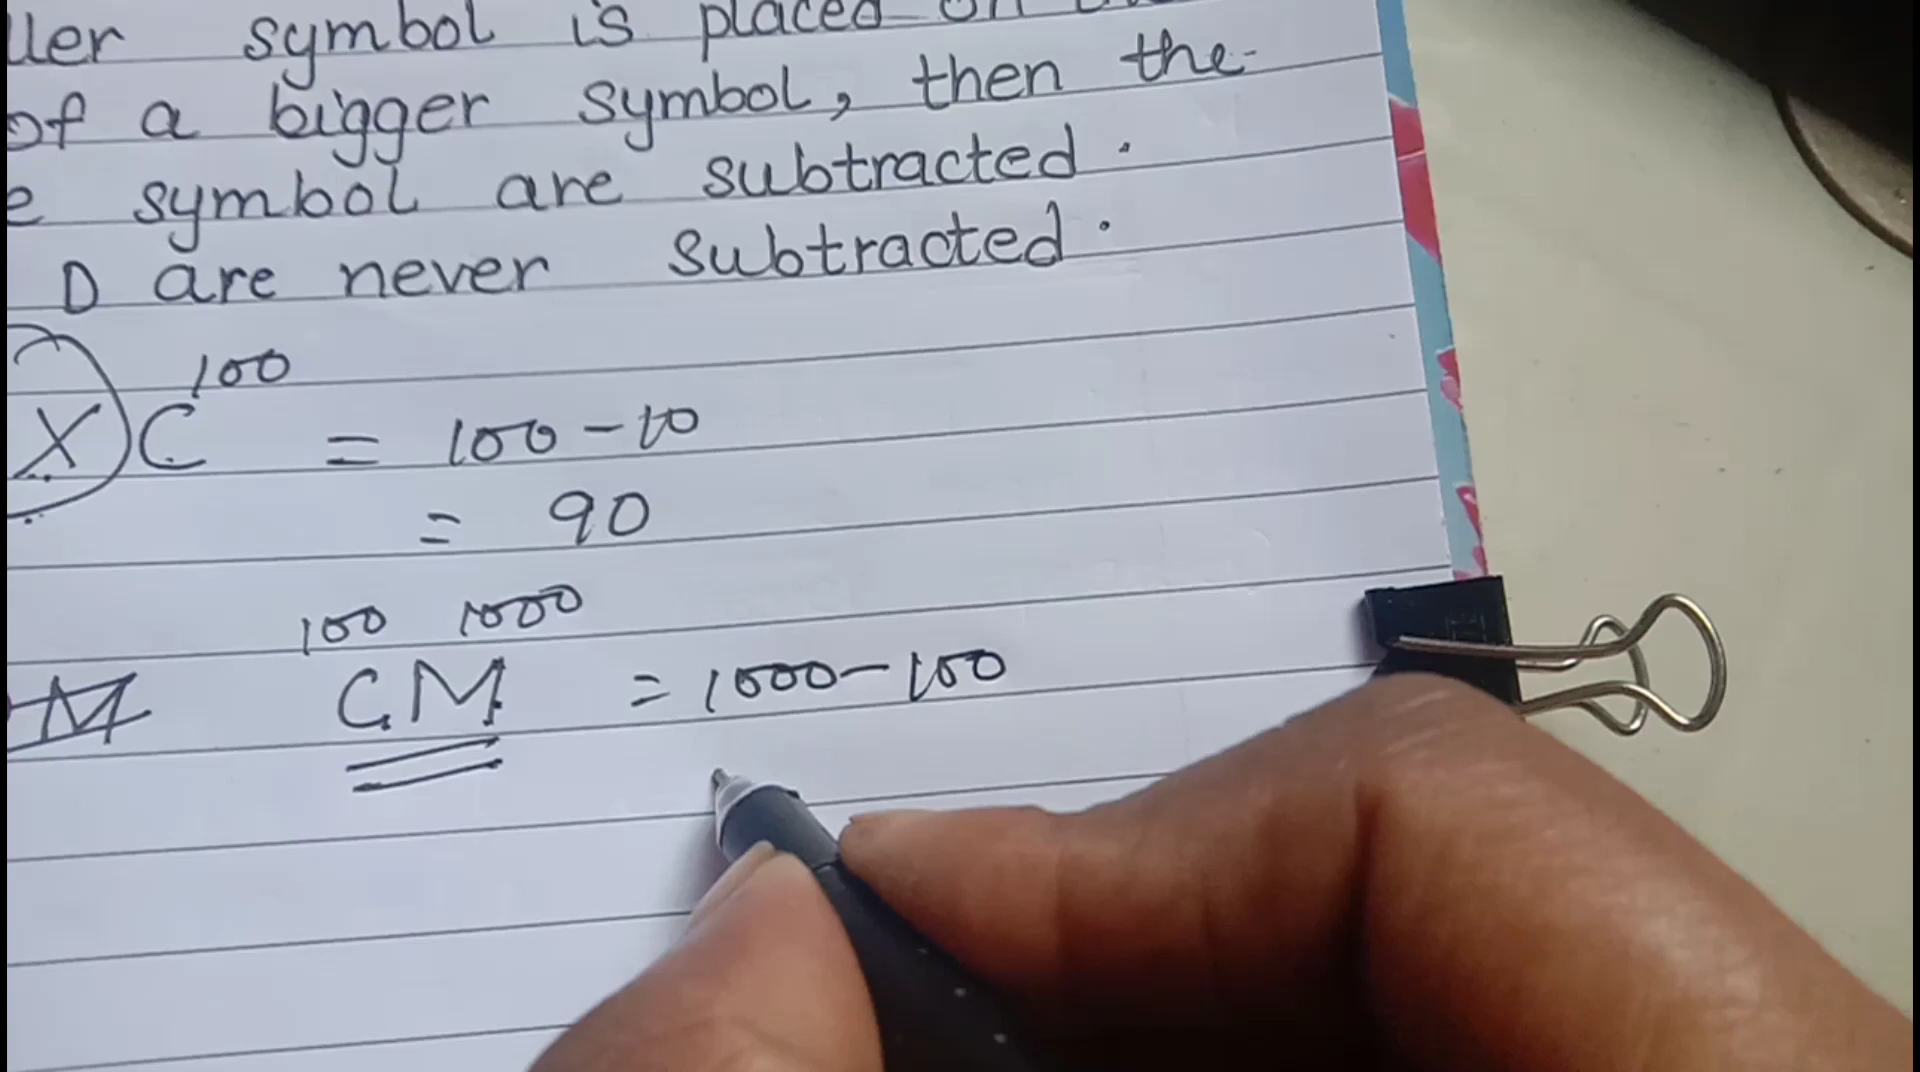 ller symbol is placed on
of a bigger symbol, then the
e symbol are subtracted.
D are never subtracted.
100
XC = 100-10
= 90
100 1000
M CM = 1000-100